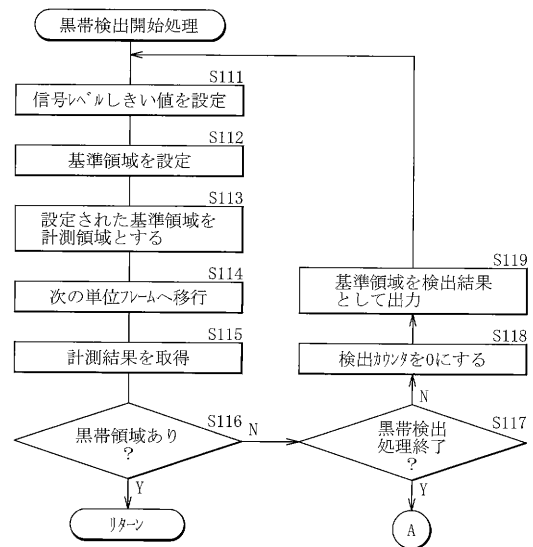 黒帯検出開始処理
S111
信号ﾚﾍﾞﾙしきい値を設定
S112
基準領域を設定
S113
設定された基準領域を
計測領域とする
S114
次の単位ﾌﾚｰﾑへ移行
S115
計測結果を取得
S116
黒帯領域あり
?
N
Y
ﾘﾀｰﾝ
S119
基準領域を検出結果
として出力
S118
検出ｶｳﾝﾀを0にする
N
S117
黒帯検出
処理終了
?
Y
A